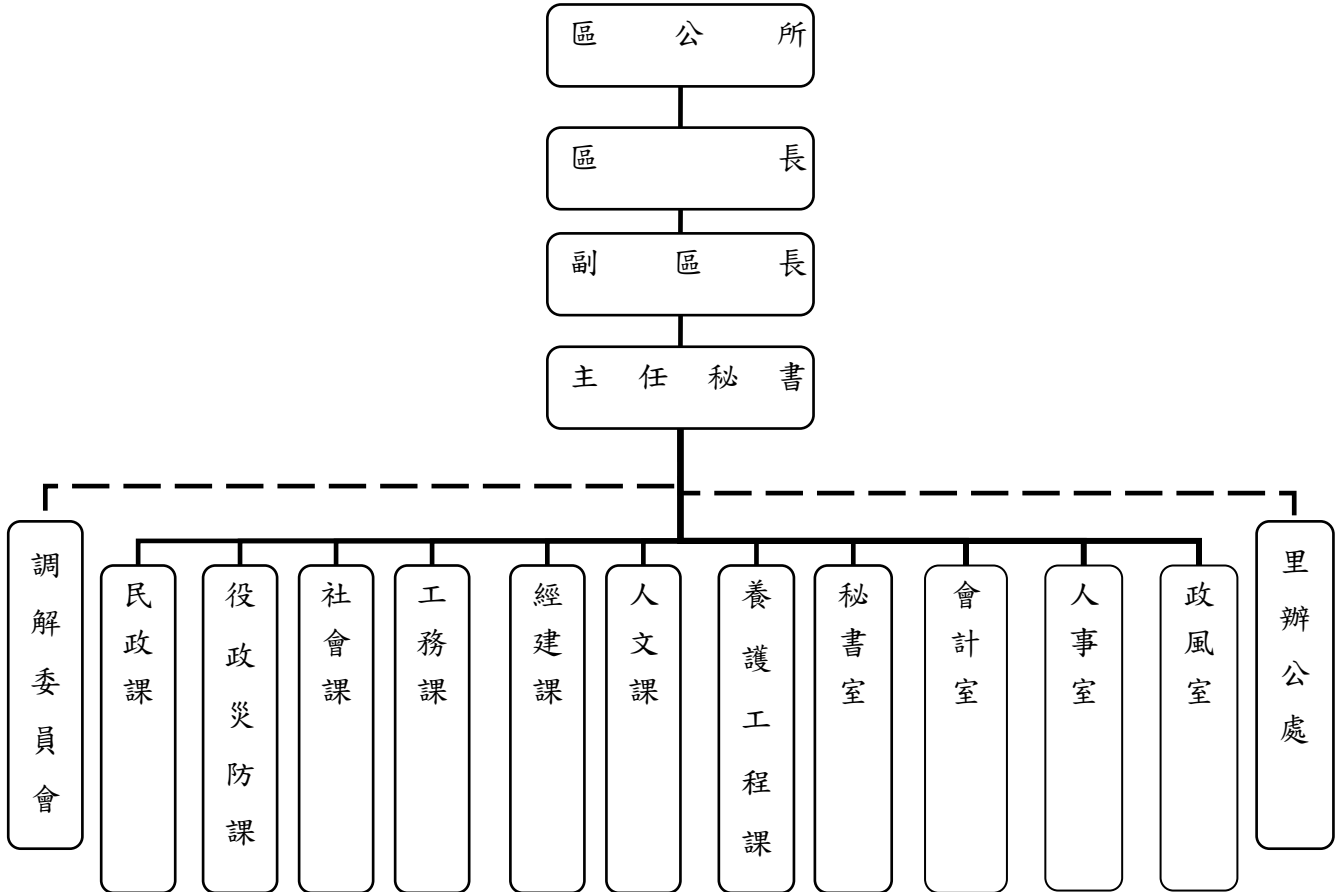 區公所
區長
副區長
主任秘書
調解委員會
民政課
役政災防課
社會課
工務課
經建課
人文課
養護工程課
秘書室
會計室
人事室
政風室
里辦公處